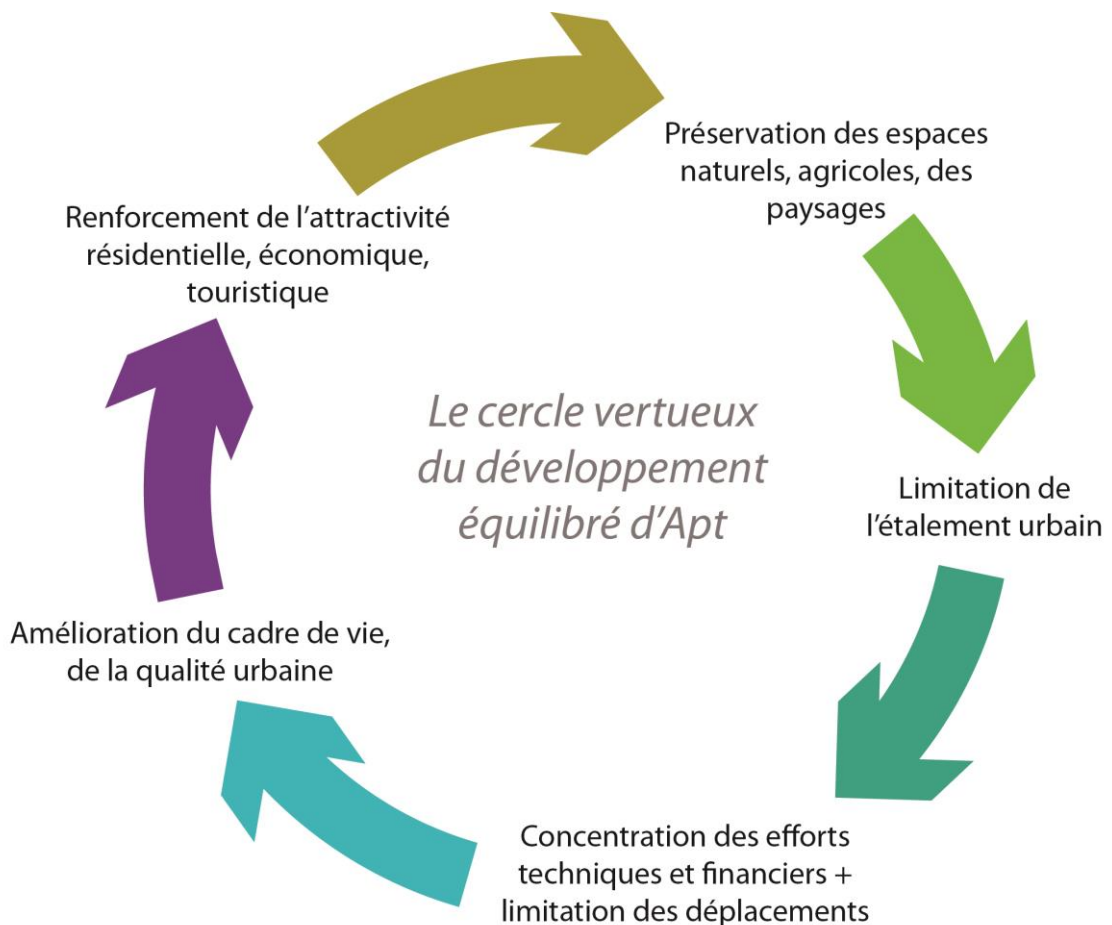 Préservation des espaces
naturels, agricoles, des
paysages
Limitation de
l’étalement urbain
Concentration des efforts
techniques et financiers +
limitation des déplacements
Amélioration du cadre de vie,
de la qualité urbaine
Renforcement de l’attractivité
résidentielle, économique,
touristique
Le cercle vertueux
du développement
équilibré d’Apt